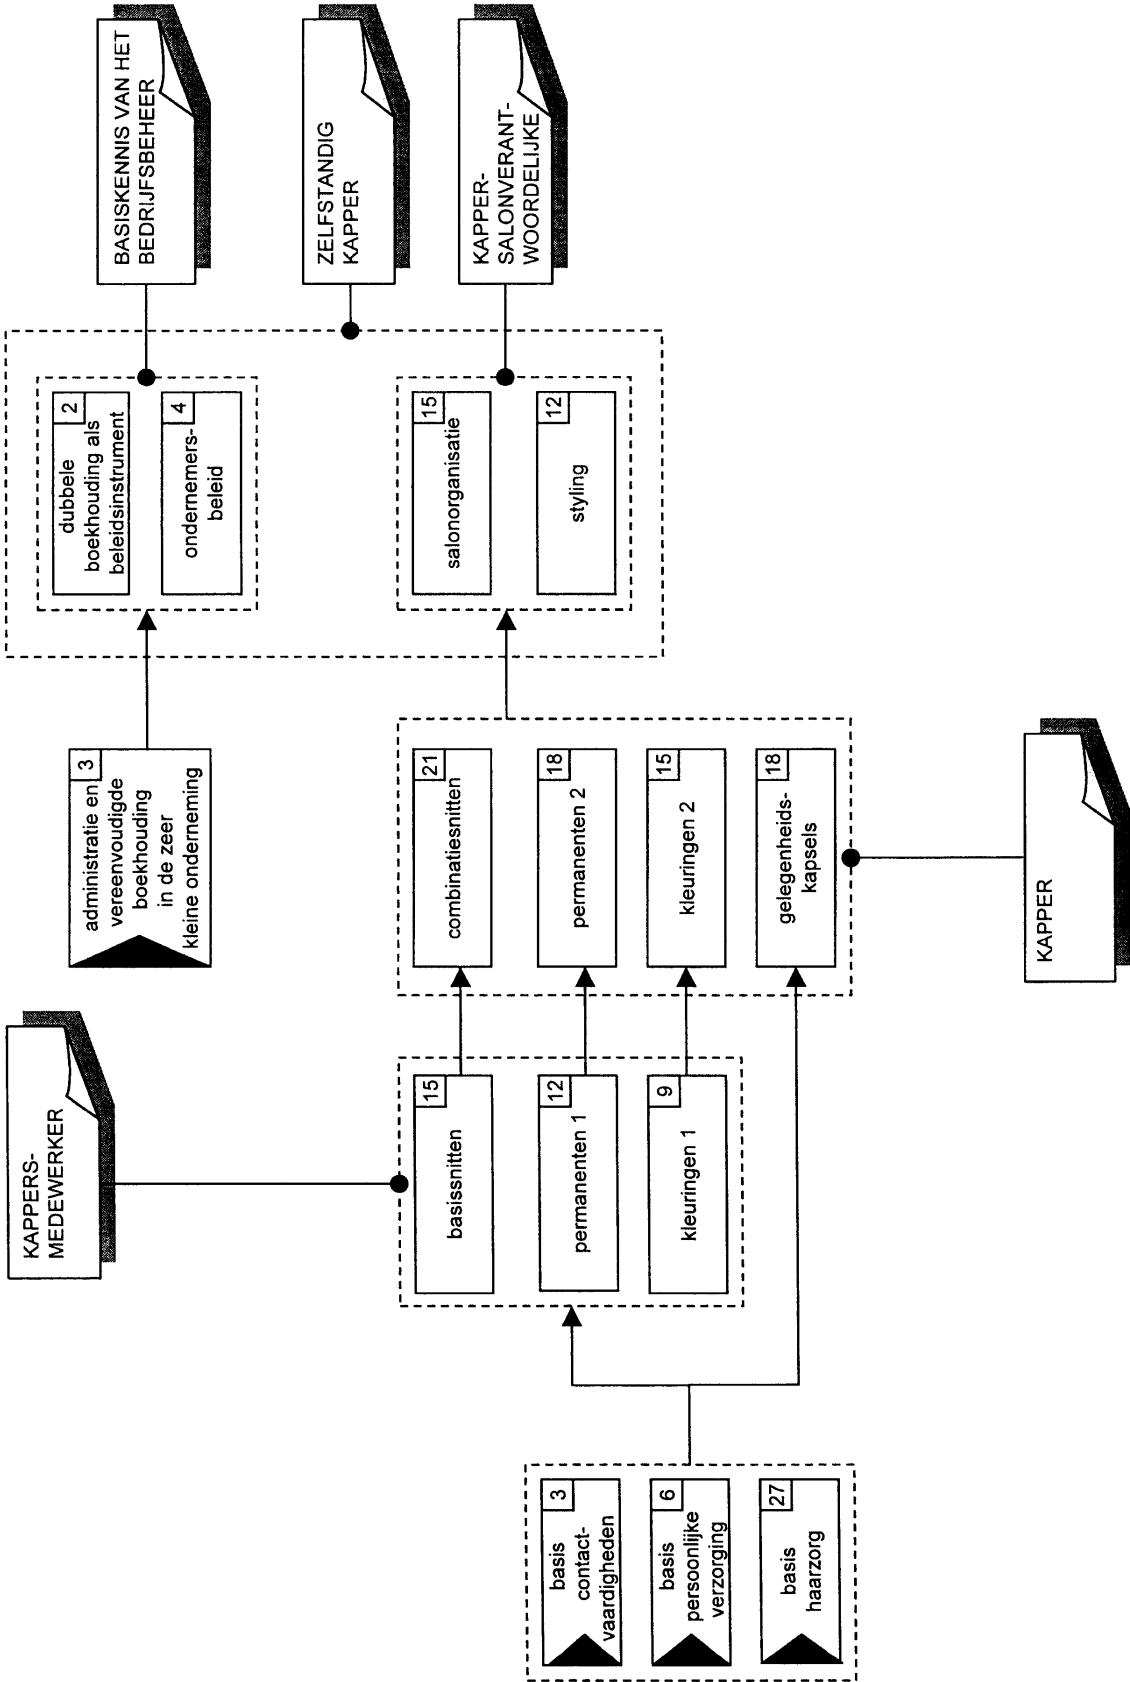 BASISKENNIS VAN HET
BEDRIJFSBEHEER
ZELFSTANDIG
KAPPER
KAPPER-
SALONVERANT-
WOORDELIJKE
2
dubbele
boekhouding als
beleidsinstrument
4
ondernemers-
beleid
15
salonorganisatie
12
styling
3
administratie en
vereenvoudigde
boekhouding
in de zeer
kleine onderneming
21
combinatiesnitten
18
permanenten 2
15
kleuringen 2
18
gelegenheids-
kapsels
KAPPER
KAPPERS-
MEDEWERKER
15
basissnitten
12
permanenten 1
9
kleuringen 1
3
basis
contact-
vaardigheden
6
basis
persoonlijke
verzorging
27
basis
haarzorg